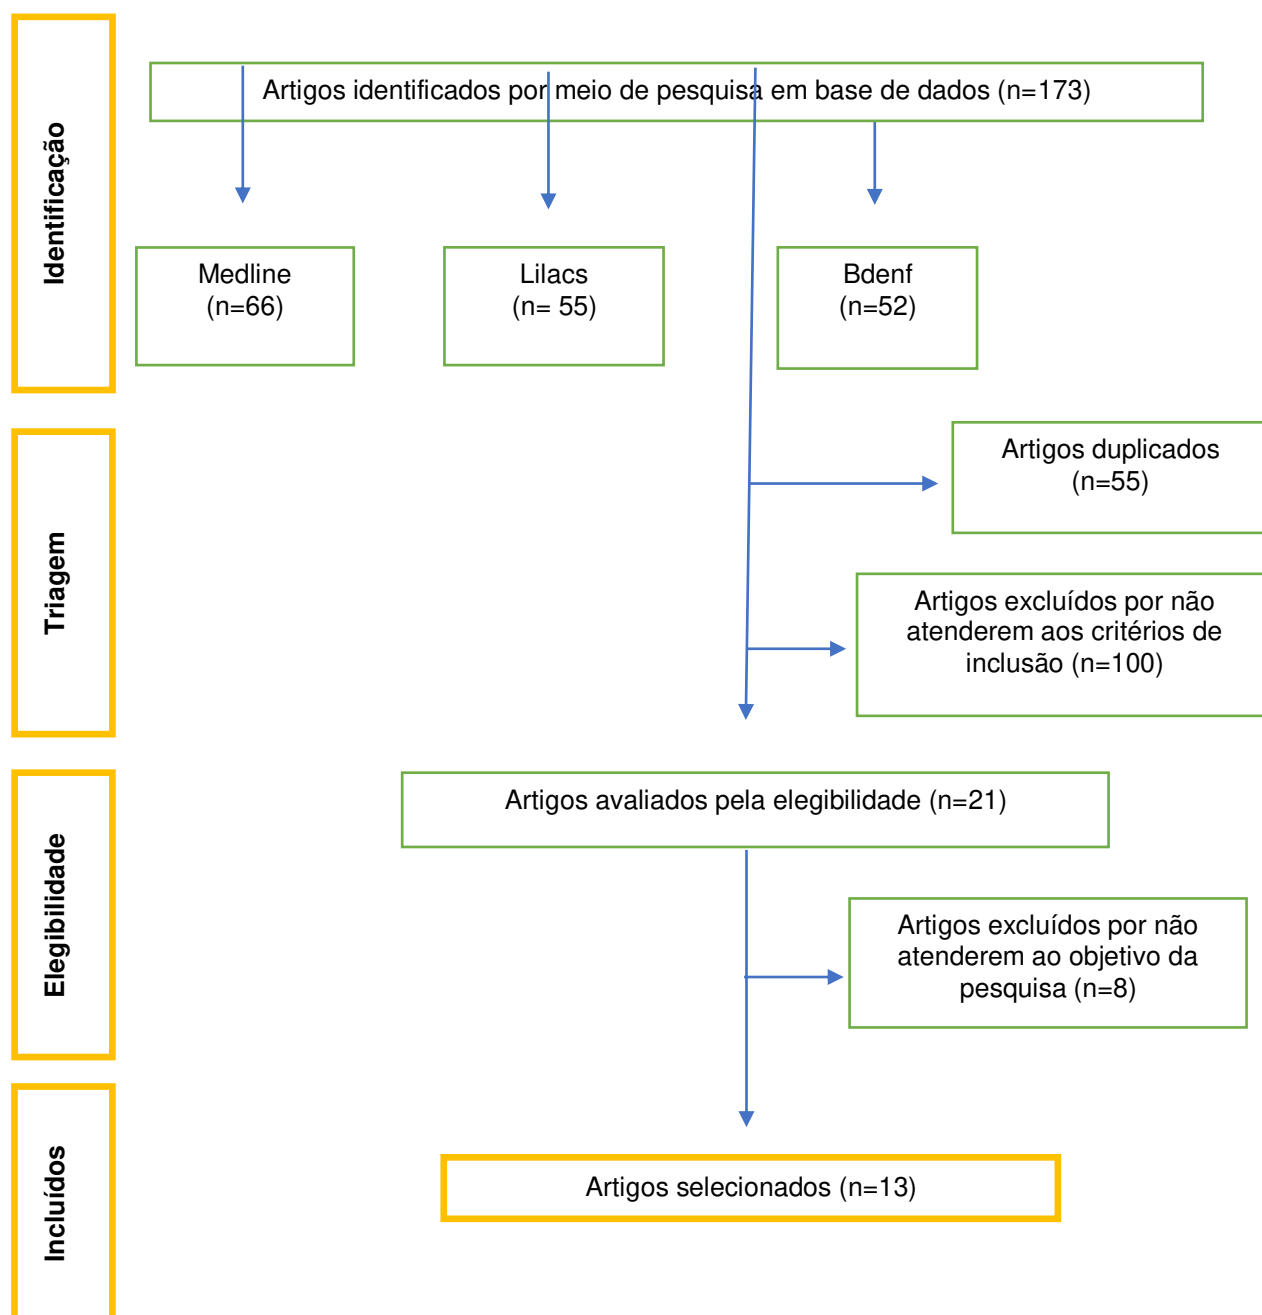 Identificação
Artigos identificados por meio de pesquisa em base de dados (n=173)
Medline
(n=66)
Lilacs
(n= 55)
Bdenf
(n=52)
Triagem
Artigos duplicados
(n=55)
Artigos excluídos por não
atenderem aos critérios de
inclusão (n=100)
Elegibilidade
Artigos avaliados pela elegibilidade (n=21)
Artigos excluídos por não
atenderem ao objetivo da
pesquisa (n=8)
Incluídos
Artigos selecionados (n=13)